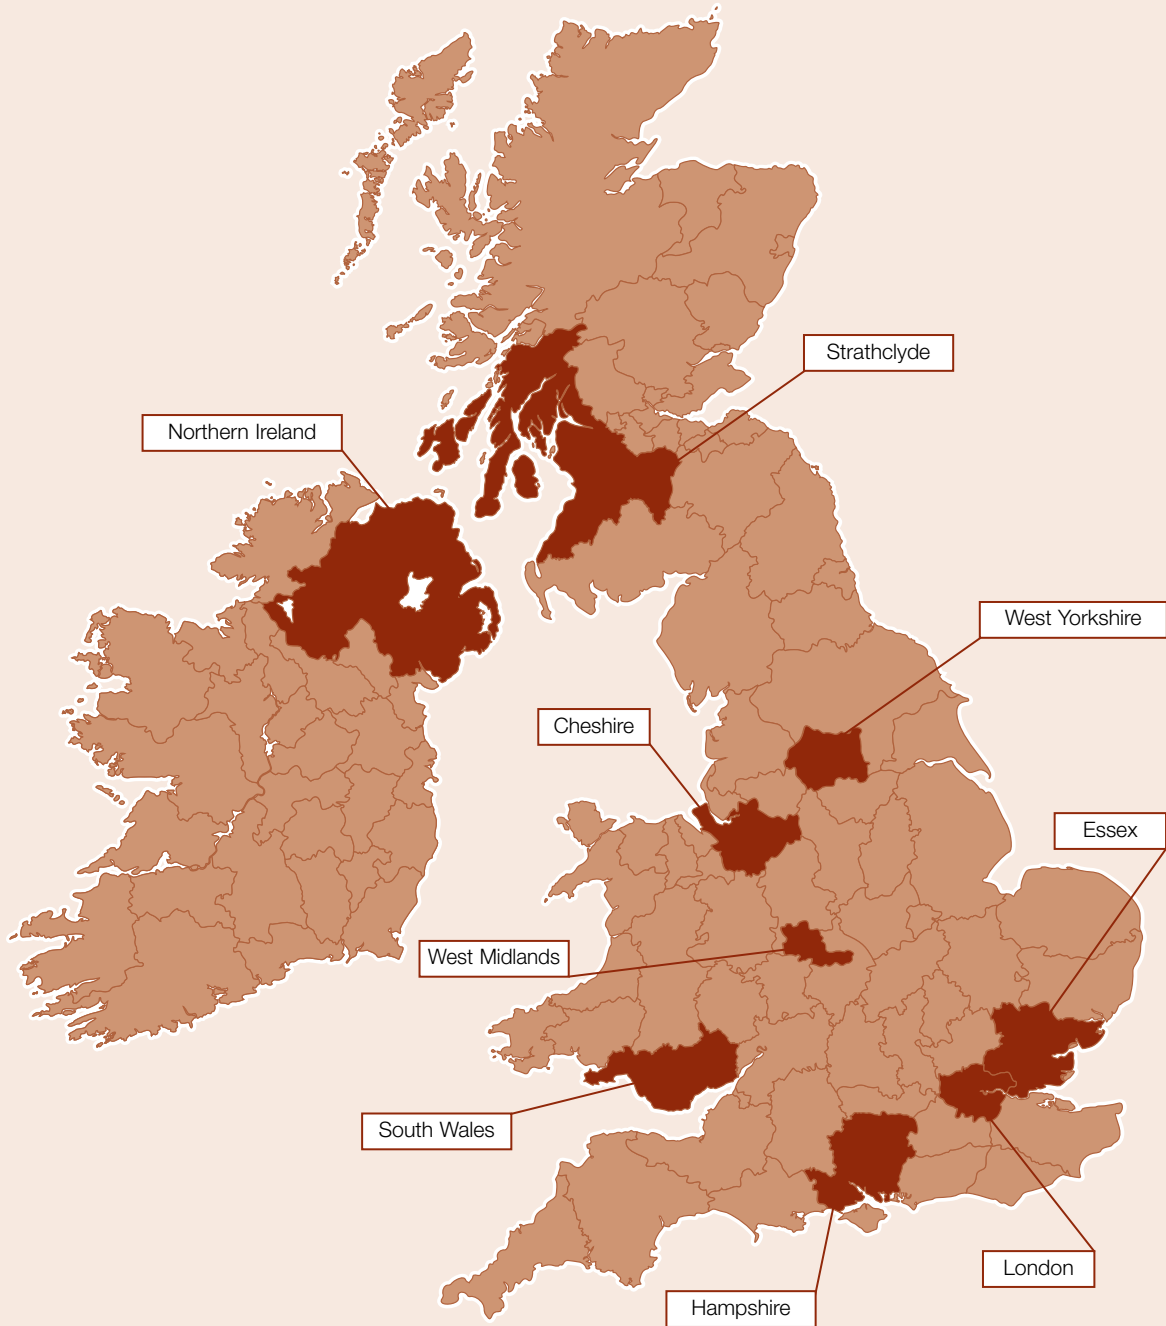 Strathclyde
Northern Ireland
West Yorkshire
Cheshire
Essex
West Midlands
South Wales
London
Hampshire